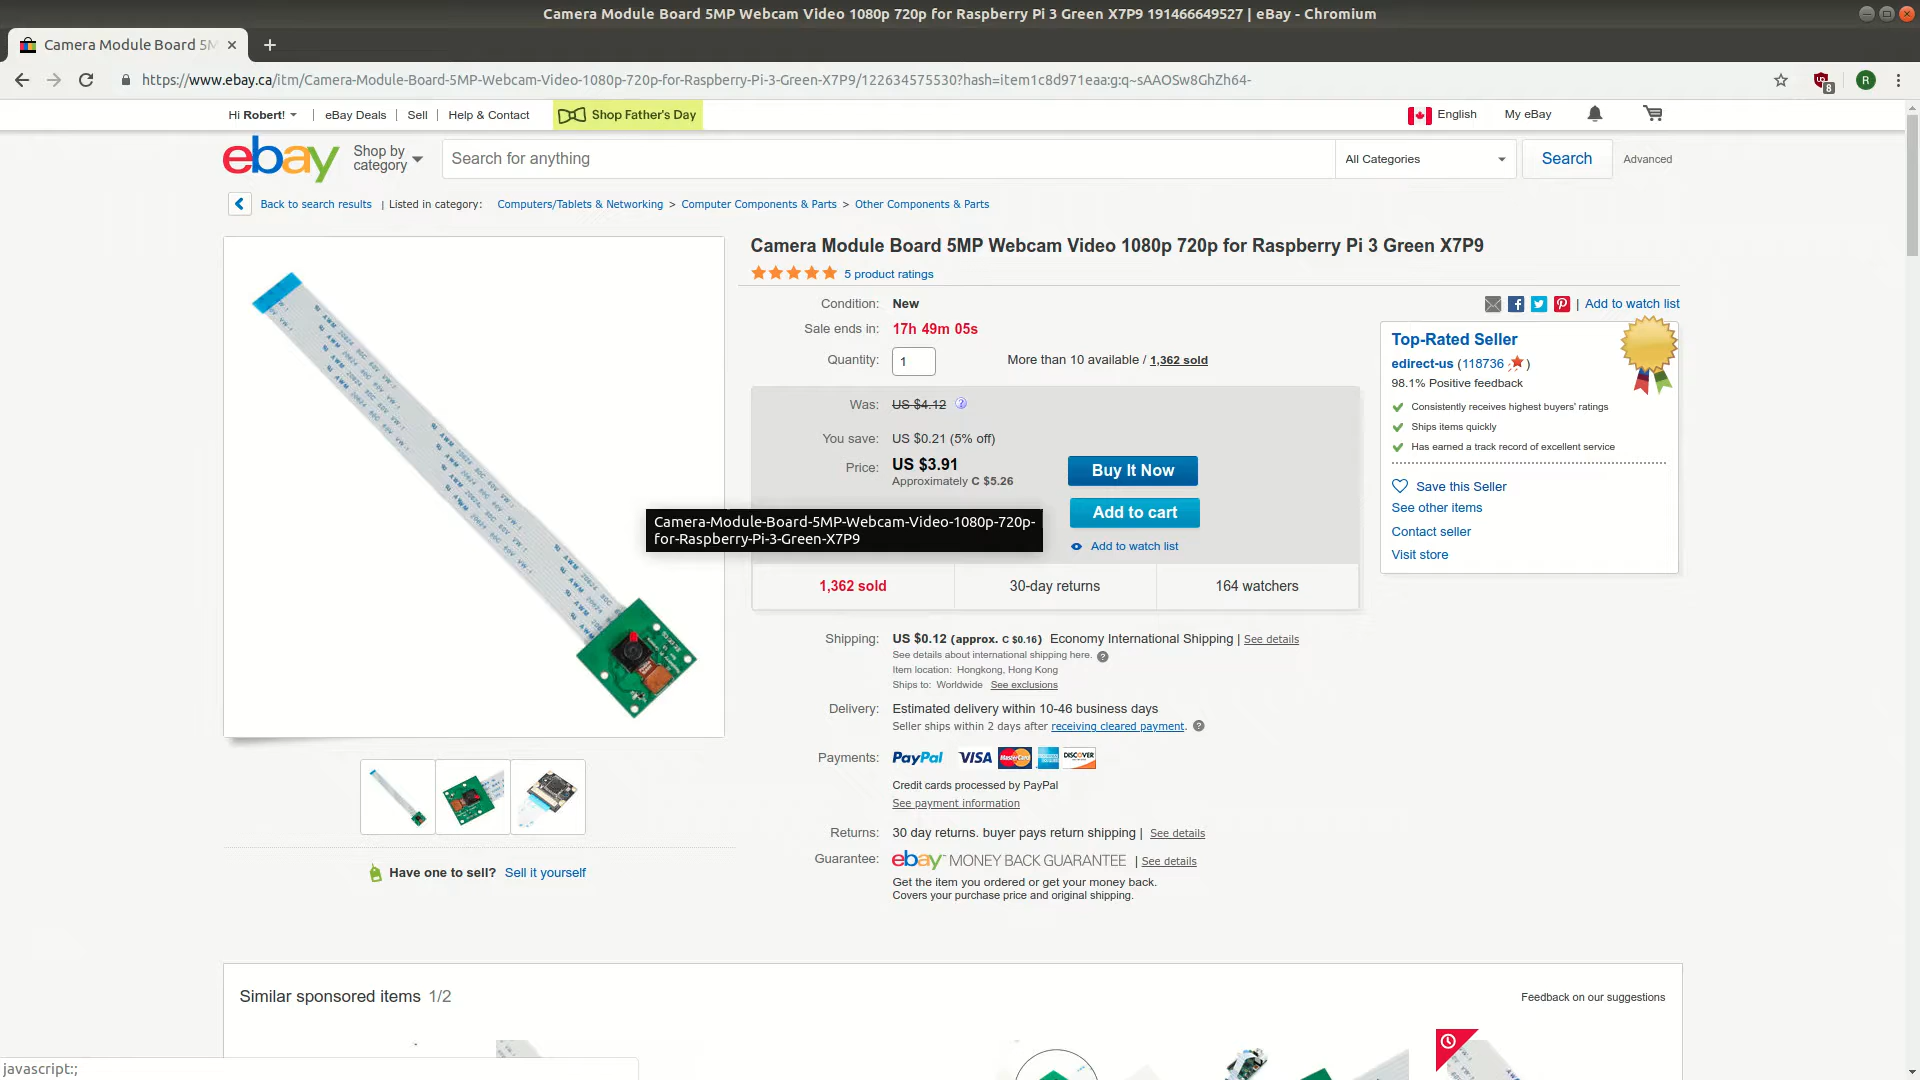 Camera Module Board 5MP Webcam Video 1080p 720p for Raspberry Pi 3 Green X7P9 191466649527 | eBay - Chromium
Camera Module Board 5M
https://www.ebay.ca/itm/Camera-Module-Board-5MP-Webcam-Video-1080p-720p-for-Raspberry-Pi-3-Green-X7P9/122634575530?hash=item1c8d971eaa:g:q~sAAOSw8GhZh64-
8
R
Hi Robert! | eBay Deals | Sell | Help & Contact
Shop Father's Day
English
My eBay
ebay
Shop by category
Search for anything
All Categories
Search
Advanced
Back to search results | Listed in category: Computers/Tablets & Networking > Computer Components & Parts > Other Components & Parts
Camera Module Board 5MP Webcam Video 1080p 720p for Raspberry Pi 3 Green X7P9
5 product ratings
Condition: New
Sale ends in: 17h 49m 05s
Quantity: 1
More than 10 available / 1,362 sold
Was: US $4.12
You save: US $0.21 (5% off)
Price: US $3.91
Approximately C $5.26
Buy It Now
Add to cart
Add to watch list
Camera-Module-Board-5MP-Webcam-Video-1080p-720p-
for-Raspberry-Pi-3-Green-X7P9
1,362 sold
30-day returns
164 watchers
| Add to watch list
Top-Rated Seller
edirect-us (118736 )
98.1% Positive feedback
Consistently receives highest buyers' ratings
Ships items quickly
Has earned a track record of excellent service
Save this Seller
See other items
Contact seller
Visit store
Shipping: US $0.12 (approx. C $0.16) Economy International Shipping | See details
See details about international shipping here.
Item location: Hongkong, Hong Kong
Ships to: Worldwide See exclusions
Delivery: Estimated delivery within 10-46 business days
Seller ships within 2 days after receiving cleared payment.
Payments: PayPal VISA MasterCard DISCOVER
Credit cards processed by PayPal
See payment information
Returns: 30 day returns. buyer pays return shipping | See details
Guarantee: ebay MONEY BACK GUARANTEE | See details
Get the item you ordered or get your money back.
Covers your purchase price and original shipping.
Have one to sell? Sell it yourself
Similar sponsored items 1/2
Feedback on our suggestions
javascript:;